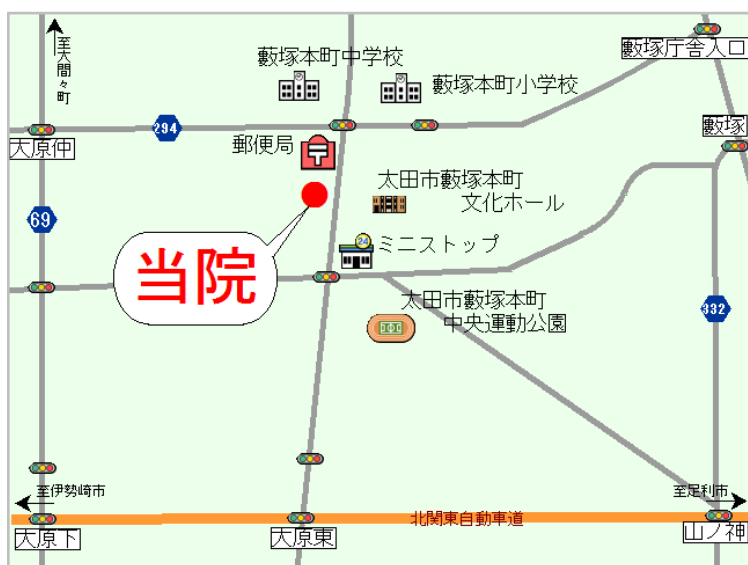 至大間々町
藪塚本町中学校
藪塚本町小学校
藪塚庁舎入口
294
大原仲
郵便局
藪塚
太田市藪塚本町
文化ホール
69
当院
24
ミニストップ
太田市藪塚本町
中央運動公園
332
至伊勢崎市
至足利市
北関東自動車道
大原下
大原東
山ノ神